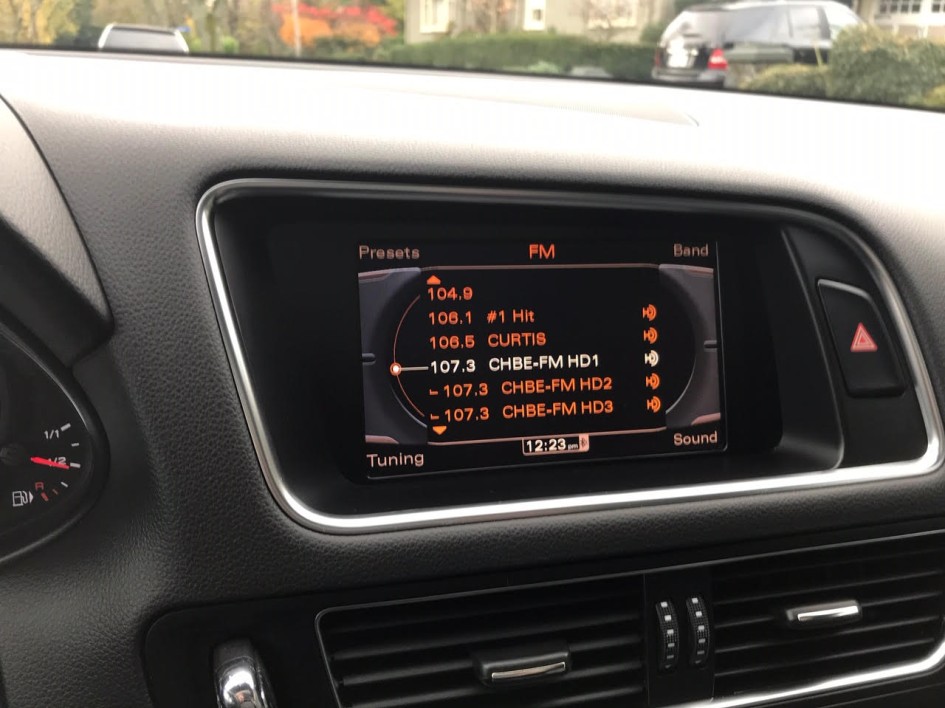 Presets FM Band
104.9
106.1 #1 Hit
106.5 CURTIS
107.3 CHBE-FM HD1
107.3 CHBE-FM HD2
107.3 CHBE-FM HD3
12:23 pm
Tuning Sound
1/1
1/2
R